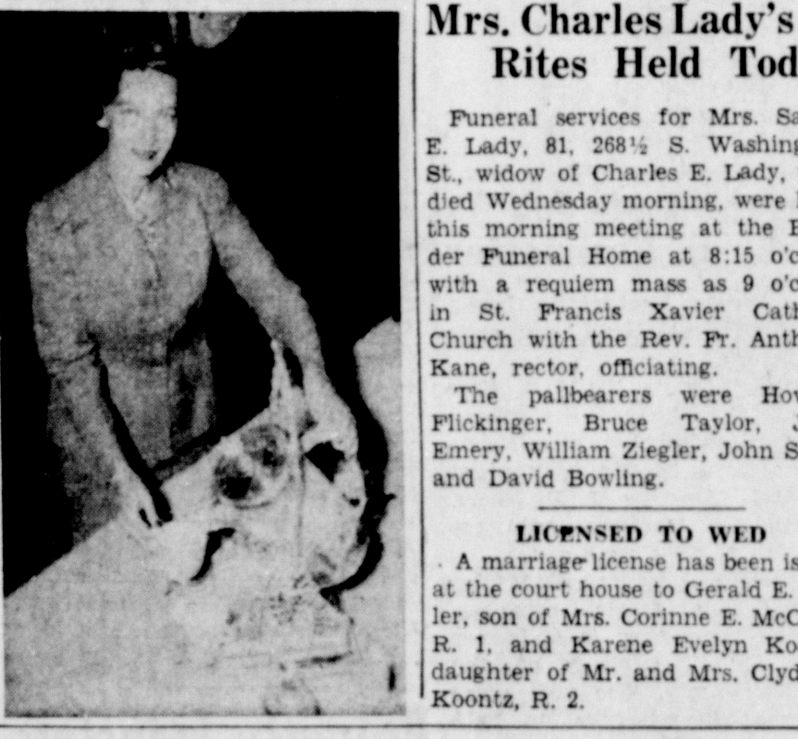 Mrs. Charles Lady's
Rites Held Tod
Funeral services for Mrs. Sa
E. Lady, 81, 268½ S. Washing
St., widow of Charles E. Lady,
died Wednesday morning, were
this morning meeting at the
der Funeral Home at 8:15 o'c
with a requiem mass as 9 o'c
in St. Francis Xavier Cath
Church with the Rev. Fr. Anth
Kane, rector, officiating.
The pallbearers were How
Flickinger, Bruce Taylor,
Emery, William Ziegler, John S
and David Bowling.
LICENSED TO WED
A marriage license has been is
at the court house to Gerald E.
ler, son of Mrs. Corinne E. McC
R. 1, and Karene Evelyn Ko
daughter of Mr. and Mrs. Clyd
Koontz, R. 2.